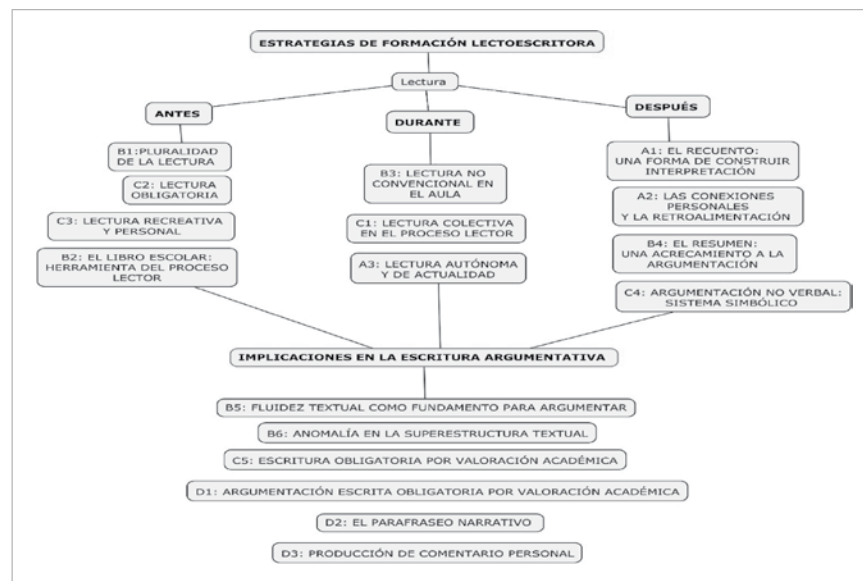 ESTRATEGIAS DE FORMACIÓN LECTOESCRITORA
Lectura
ANTES
B1:PLURALIDAD
DE LA LECTURA
C2: LECTURA
OBLIGATORIA
C3: LECTURA RECREATIVA
Y PERSONAL
B2: EL LIBRO ESCOLAR:
HERRAMIENTA DEL PROCESO
LECTOR
DURANTE
B3: LECTURA NO
CONVENCIONAL EN
EL AULA
C1: LECTURA COLECTIVA
EN EL PROCESO LECTOR
A3: LECTURA AUTÓNOMA
Y DE ACTUALIDAD
DESPUÉS
A1: EL RECUENTO:
UNA FORMA DE CONSTRUIR
INTERPRETACIÓN
A2: LAS CONEXIONES
PERSONALES
Y LA RETROALIMENTACIÓN
B4: EL RESUMEN:
UNA ACRECAMIENTO A LA
ARGUMENTACIÓN
C4: ARGUMENTACIÓN NO VERBAL:
SISTEMA SIMBÓLICO
IMPLICACIONES EN LA ESCRITURA ARGUMENTATIVA
B5: FLUIDEZ TEXTUAL COMO FUNDAMENTO PARA ARGUMENTAR
B6: ANOMALÍA EN LA SUPERESTRUCTURA TEXTUAL
C5: ESCRITURA OBLIGATORIA POR VALORACIÓN ACADÉMICA
D1: ARGUMENTACIÓN ESCRITA OBLIGATORIA POR VALORACIÓN ACADÉMICA
D2: EL PARAFRASEO NARRATIVO
D3: PRODUCCIÓN DE COMENTARIO PERSONAL